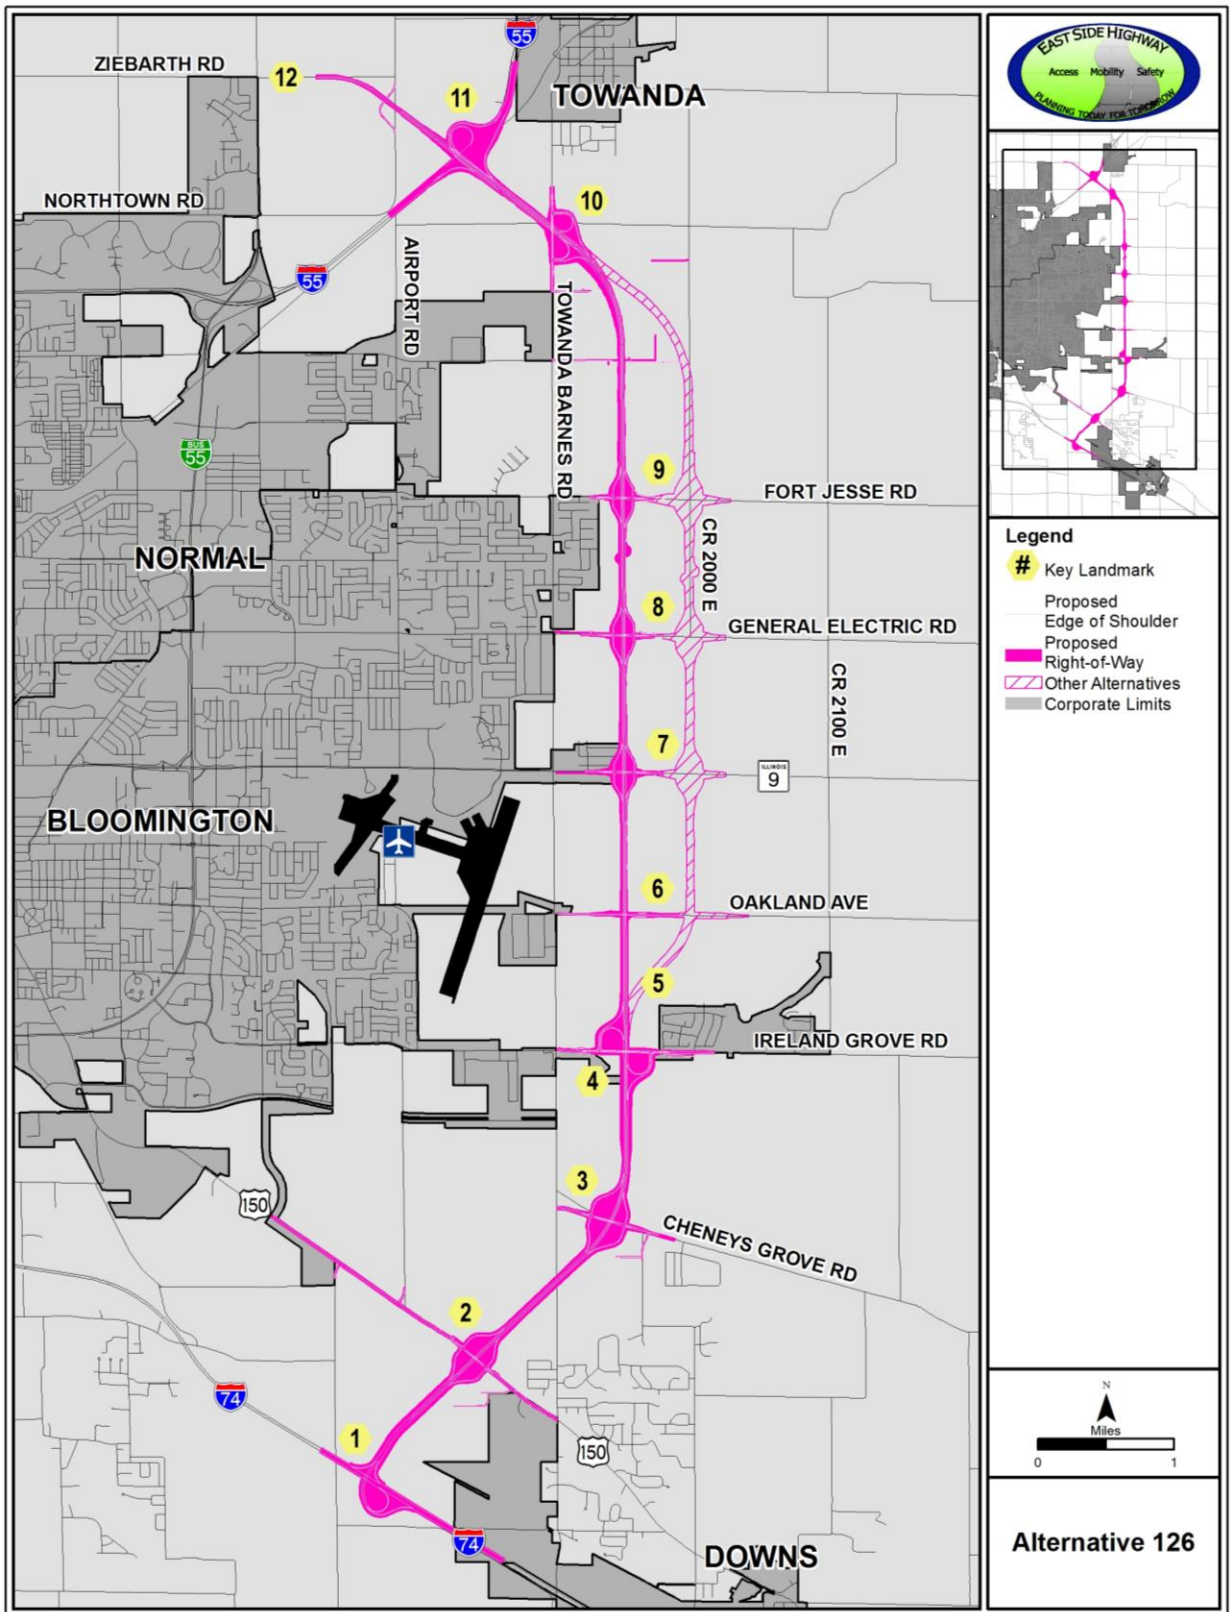 55
ZIEBARTH RD
12
11
TOWANDA
NORTHTOWN RD
10
55
AIRPORT RD
TOWANDA BARNES RD
BUS
55
9
FORT JESSE RD
NORMAL
CR 2000 E
8
GENERAL ELECTRIC RD
CR 2100 E
7
ILLINOIS
9
BLOOMINGTON
6
OAKLAND AVE
5
IRELAND GROVE RD
4
3
150
CHENEYS GROVE RD
2
74
1
150
74
DOWNS
EAST SIDE HIGHWAY
Access Mobility Safety
PLANNING TODAY FOR TOMORROW
Legend
# Key Landmark
Proposed
Edge of Shoulder
Proposed
Right-of-Way
Other Alternatives
Corporate Limits
N
Miles
0 1
Alternative 126